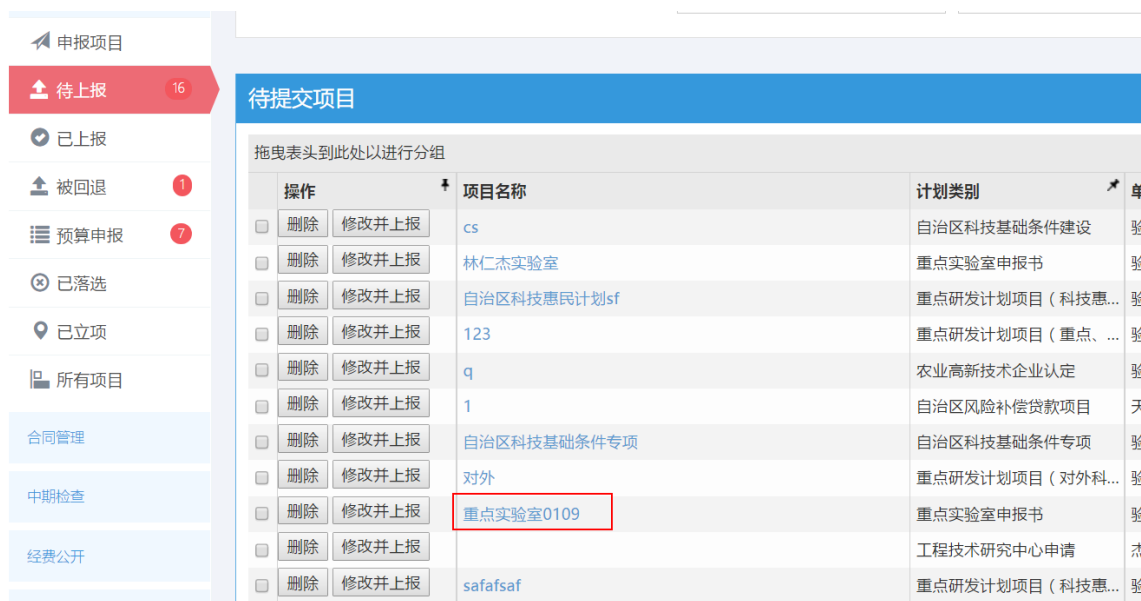 申报项目
待上报 16
已上报
被回退 1
预算申报 7
已落选
已立项
所有项目
合同管理
中期检查
经费公开
待提交项目
拖曳表头到此处以进行分组
操作 项目名称 计划类别
删除 修改并上报 cs 自治区科技基础条件建设
删除 修改并上报 林仁杰实验室 重点实验室申报书
删除 修改并上报 自治区科技惠民计划sf 重点研发计划项目（科技惠...
删除 修改并上报 123 重点研发计划项目（重点、...
删除 修改并上报 q 农业高新技术企业认定
删除 修改并上报 1 自治区风险补偿贷款项目
删除 修改并上报 自治区科技基础条件专项 自治区科技基础条件专项
删除 修改并上报 对外 重点研发计划项目（对外科...
删除 修改并上报 重点实验室0109 重点实验室申报书
删除 修改并上报 工程技术研究中心申请
删除 修改并上报 safafsaf 重点研发计划项目（科技惠...